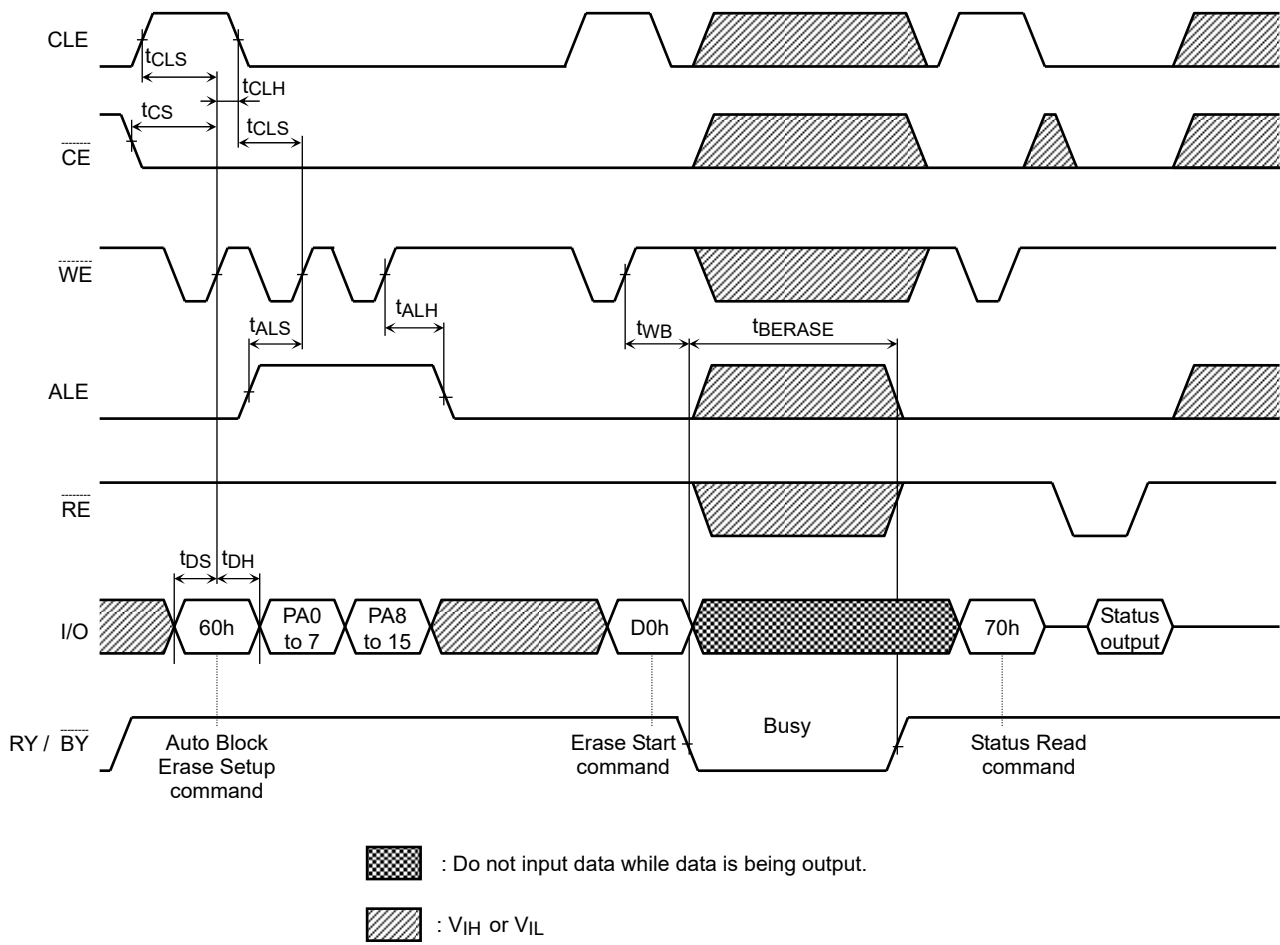 CLE
tCLS
tCLH
tCS
tCLS
CE
WE
tALS
tALH
tWB
tBERASE
ALE
RE
tDS
tDH
I/O
60h
PA0
to 7
PA8
to 15
D0h
70h
Status
output
RY / BY
Busy
Auto Block
Erase Setup
command
Erase Start
command
Status Read
command
: Do not input data while data is being output.
: VIH or VIL